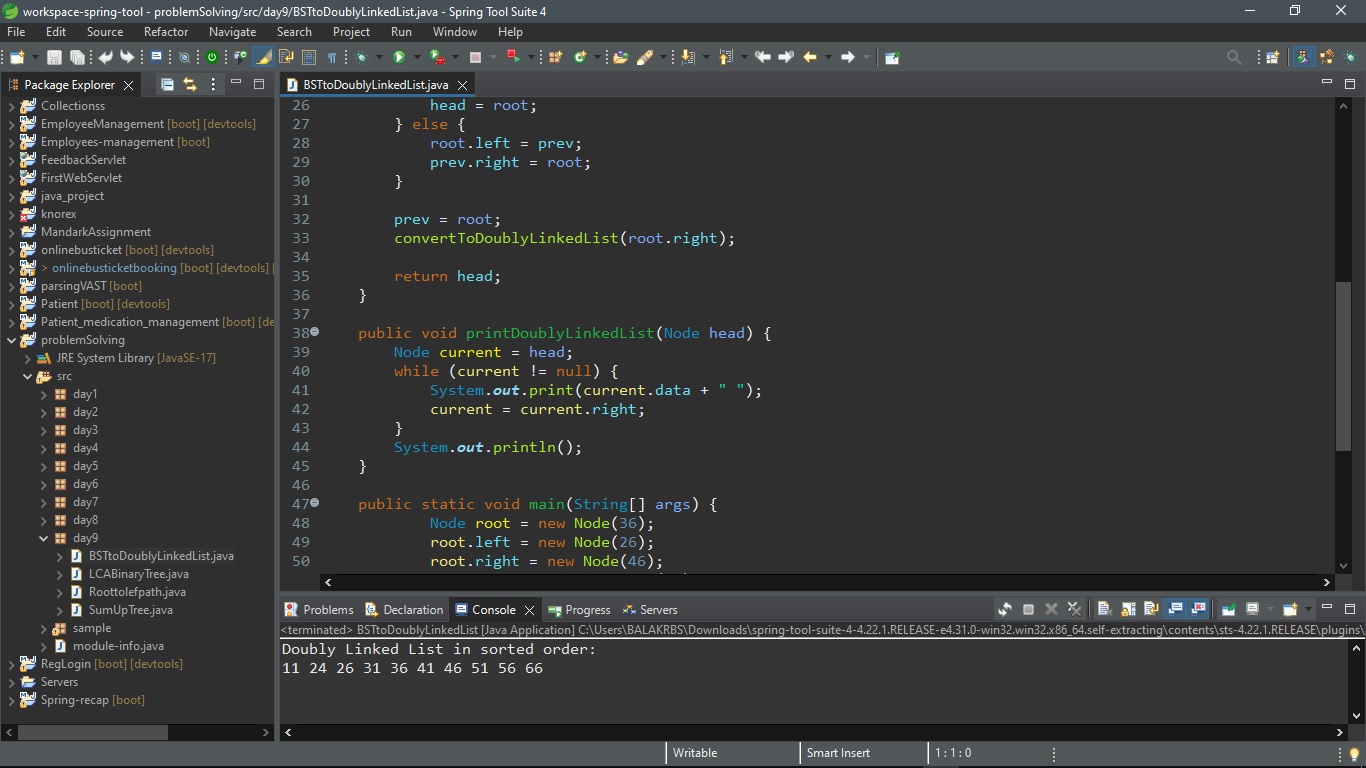 workspace-spring-tool - problemSolving/src/day9/BSTtoDoublyLinkedList.java - Spring Tool Suite 4
File Edit Source Refactor Navigate Search Project Run Window Help
Package Explorer
Collectionss
EmployeeManagement [boot] [devtools]
Employees-management [boot]
FeedbackServlet
FirstWebServlet
java_project
knorex
MandarkAssignment
onlinebusticket [boot] [devtools]
> onlinebusticketbooking [boot] [devtools] [
parsingVAST [boot]
Patient [boot] [devtools]
Patient_medication_management [boot] [de
problemSolving
JRE System Library [JavaSE-17]
src
day1
day2
day3
day4
day5
day6
day7
day8
day9
BSTtoDoublyLinkedList.java
LCABinaryTree.java
Roottolefpath.java
SumUpTree.java
sample
module-info.java
RegLogin [boot] [devtools]
Servers
Spring-recap [boot]
BSTtoDoublyLinkedList.java
26 head = root;
27 } else {
28 root.left = prev;
29 prev.right = root;
30 }
31
32 prev = root;
33 convertToDoublyLinkedList(root.right);
34
35 return head;
36 }
37
38 public void printDoublyLinkedList(Node head) {
39 Node current = head;
40 while (current != null) {
41 System.out.print(current.data + " ");
42 current = current.right;
43 }
44 System.out.println();
45 }
46
47 public static void main(String[] args) {
48 Node root = new Node(36);
49 root.left = new Node(26);
50 root.right = new Node(46);
Problems Declaration Console Progress Servers
<terminated> BSTtoDoublyLinkedList [Java Application] C:\Users\BALAKRBS\Downloads\spring-tool-suite-4-4.22.1.RELEASE-e4.31.0-win32.win32.x86_64.self-extracting\contents\sts-4.22.1.RELEASE\plugins\
Doubly Linked List in sorted order:
11 24 26 31 36 41 46 51 56 66
Writable Smart Insert 1 : 1 : 0